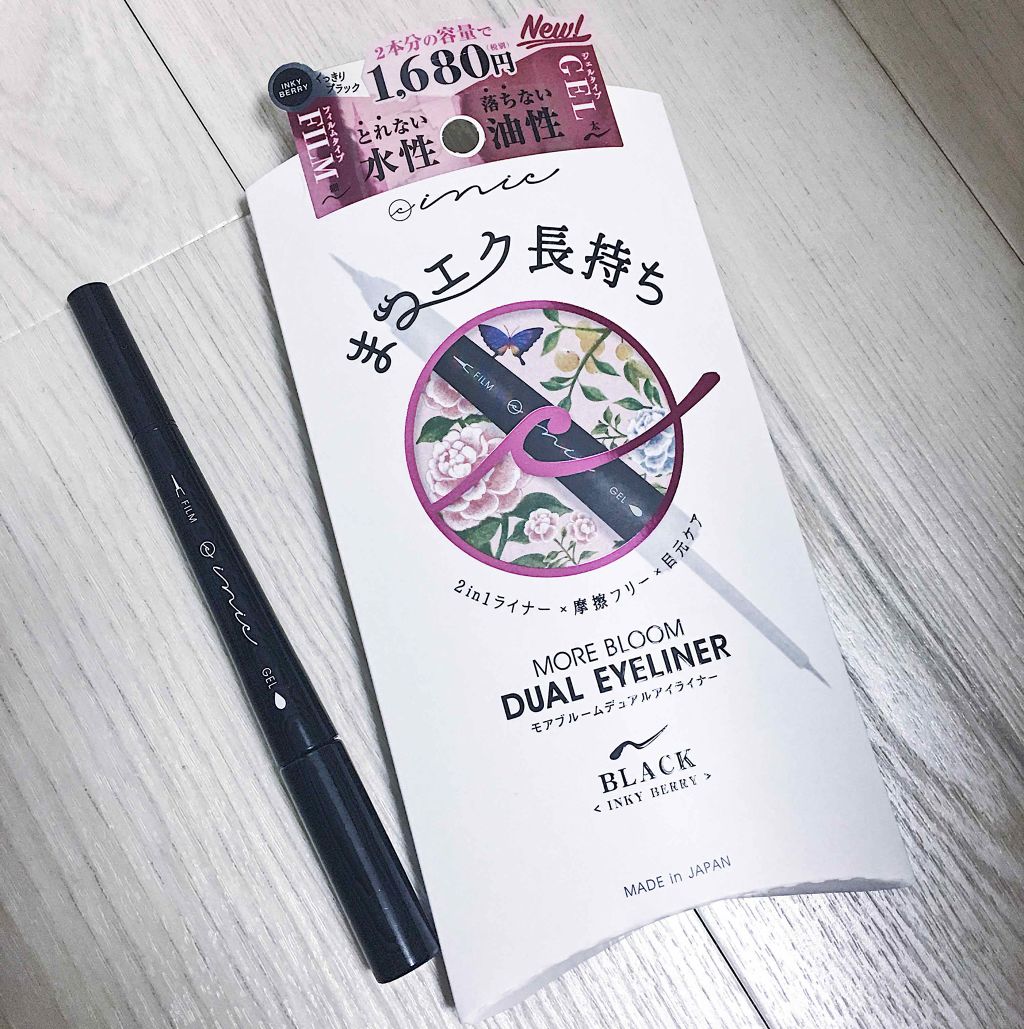 New!
2本分の容量で
1,680円
(税別)
INKY
BERRY
くっきり
ブラック
フィルムタイプ
FILM
細
とれない
水性
落ちない
油性
ジェルタイプ
GEL
太
inic
まつエク長持ち
FILM
inic
GEL
2in1ライナー×摩擦フリー×目元ケア
MORE BLOOM
DUAL EYELINER
モアブルームデュアルアイライナー
BLACK
< INKY BERRY >
MADE in JAPAN
FILM
inic
GEL